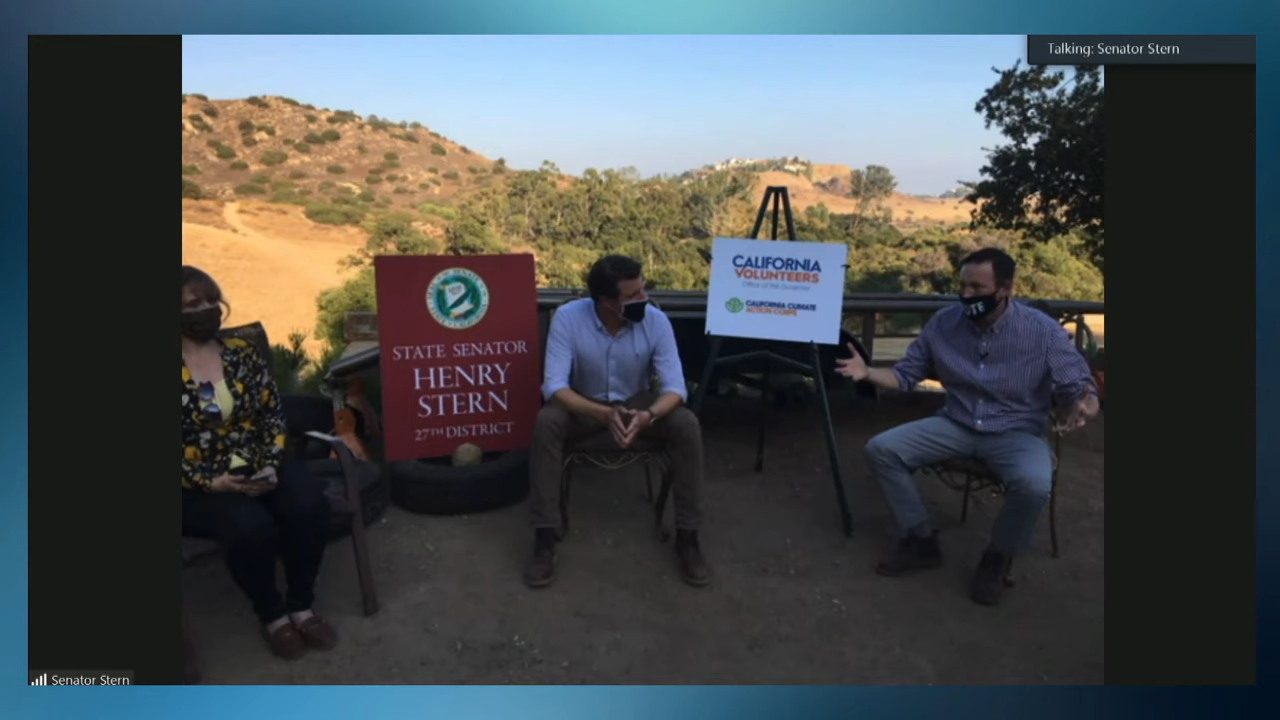 Talking: Senator Stern
STATE SENATOR
HENRY
STERN
27TH DISTRICT
CALIFORNIA
VOLUNTEERS
Office of the Governor
CALIFORNIA CLIMATE
ACTION CORPS
Senator Stern